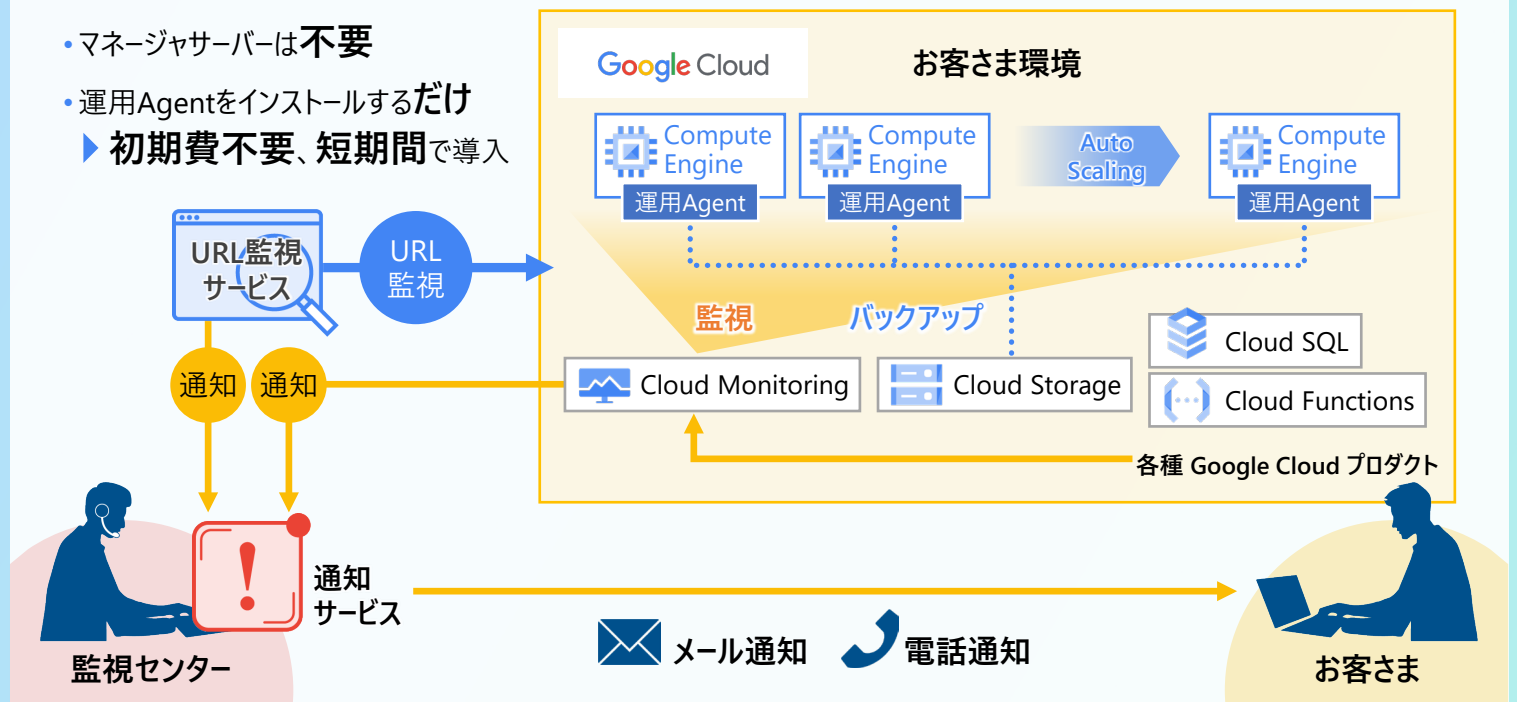 • マネージャサーバーは不要
• 運用Agentをインストールするだけ
初期費不要、短期間で導入
Google Cloud
お客さま環境
Compute
Engine
運用Agent
Compute
Engine
運用Agent
Auto
Scaling
Compute
Engine
運用Agent
URL監視
サービス
URL
監視
監視
バックアップ
通知
通知
Cloud Monitoring
Cloud Storage
Cloud SQL
Cloud Functions
各種 Google Cloud プロダクト
通知
サービス
監視センター
メール通知
電話通知
お客さま